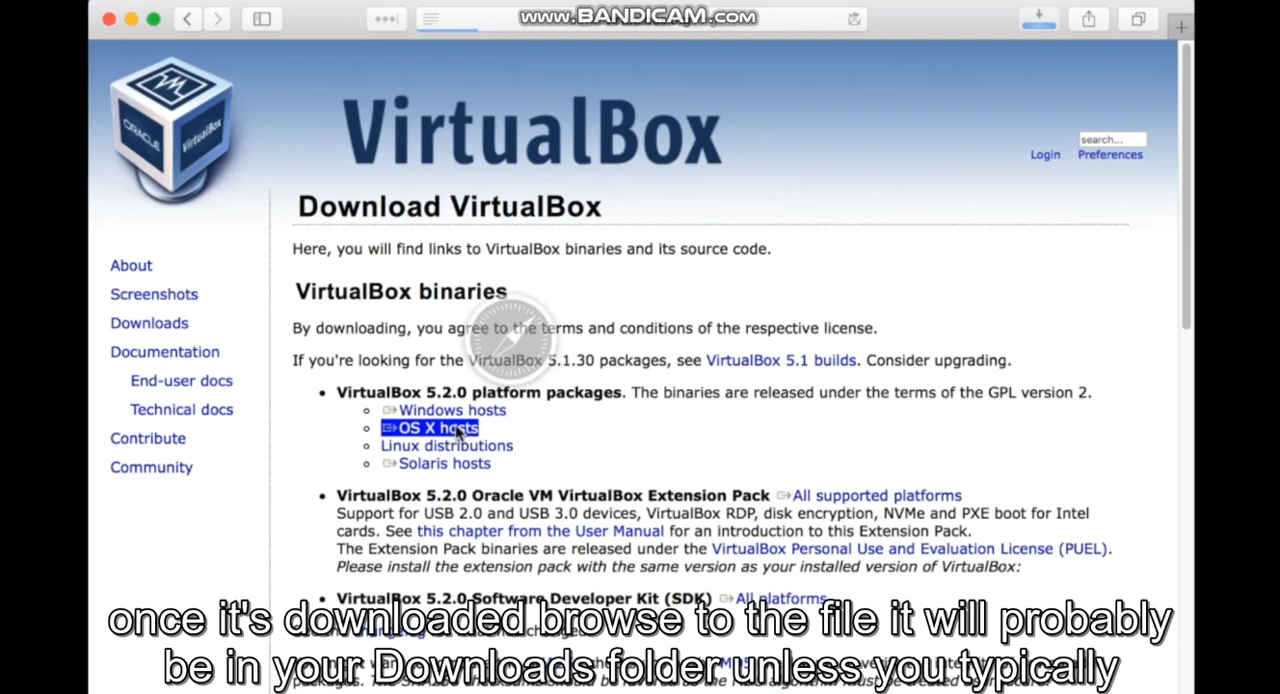 www.BANDICAM.com
ORACLE
VirtualBox
VirtualBox
search...
Login Preferences
Download VirtualBox
Here, you will find links to VirtualBox binaries and its source code.
About
Screenshots
Downloads
Documentation
End-user docs
Technical docs
Contribute
Community
VirtualBox binaries
By downloading, you agree to the terms and conditions of the respective license.
If you're looking for the VirtualBox 5.1.30 packages, see VirtualBox 5.1 builds. Consider upgrading.
• VirtualBox 5.2.0 platform packages. The binaries are released under the terms of the GPL version 2.
Windows hosts
OS X hosts
Linux distributions
Solaris hosts
• VirtualBox 5.2.0 Oracle VM VirtualBox Extension Pack All supported platforms
Support for USB 2.0 and USB 3.0 devices, VirtualBox RDP, disk encryption, NVMe and PXE boot for Intel
cards. See this chapter from the User Manual for an introduction to this Extension Pack.
The Extension Pack binaries are released under the VirtualBox Personal Use and Evaluation License (PUEL).
Please install the extension pack with the same version as your installed version of VirtualBox:
• VirtualBox 5.2.0 Software Developer Kit (SDK) All platforms
once it's downloaded browse to the file it will probably
be in your Downloads folder unless you typically